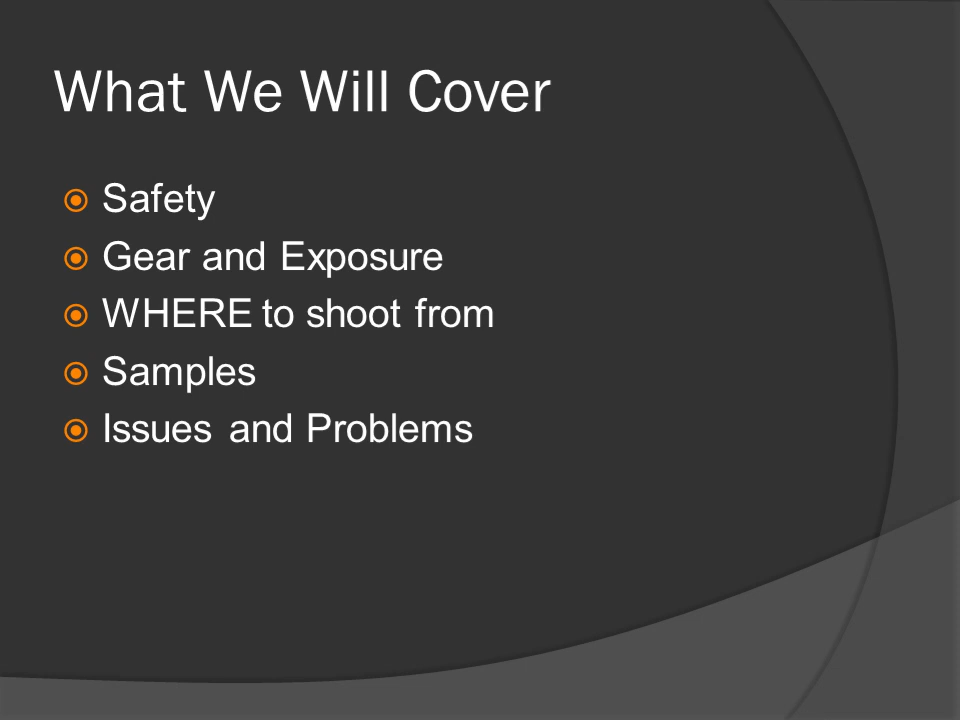 What We Will Cover
Safety
Gear and Exposure
WHERE to shoot from
Samples
Issues and Problems